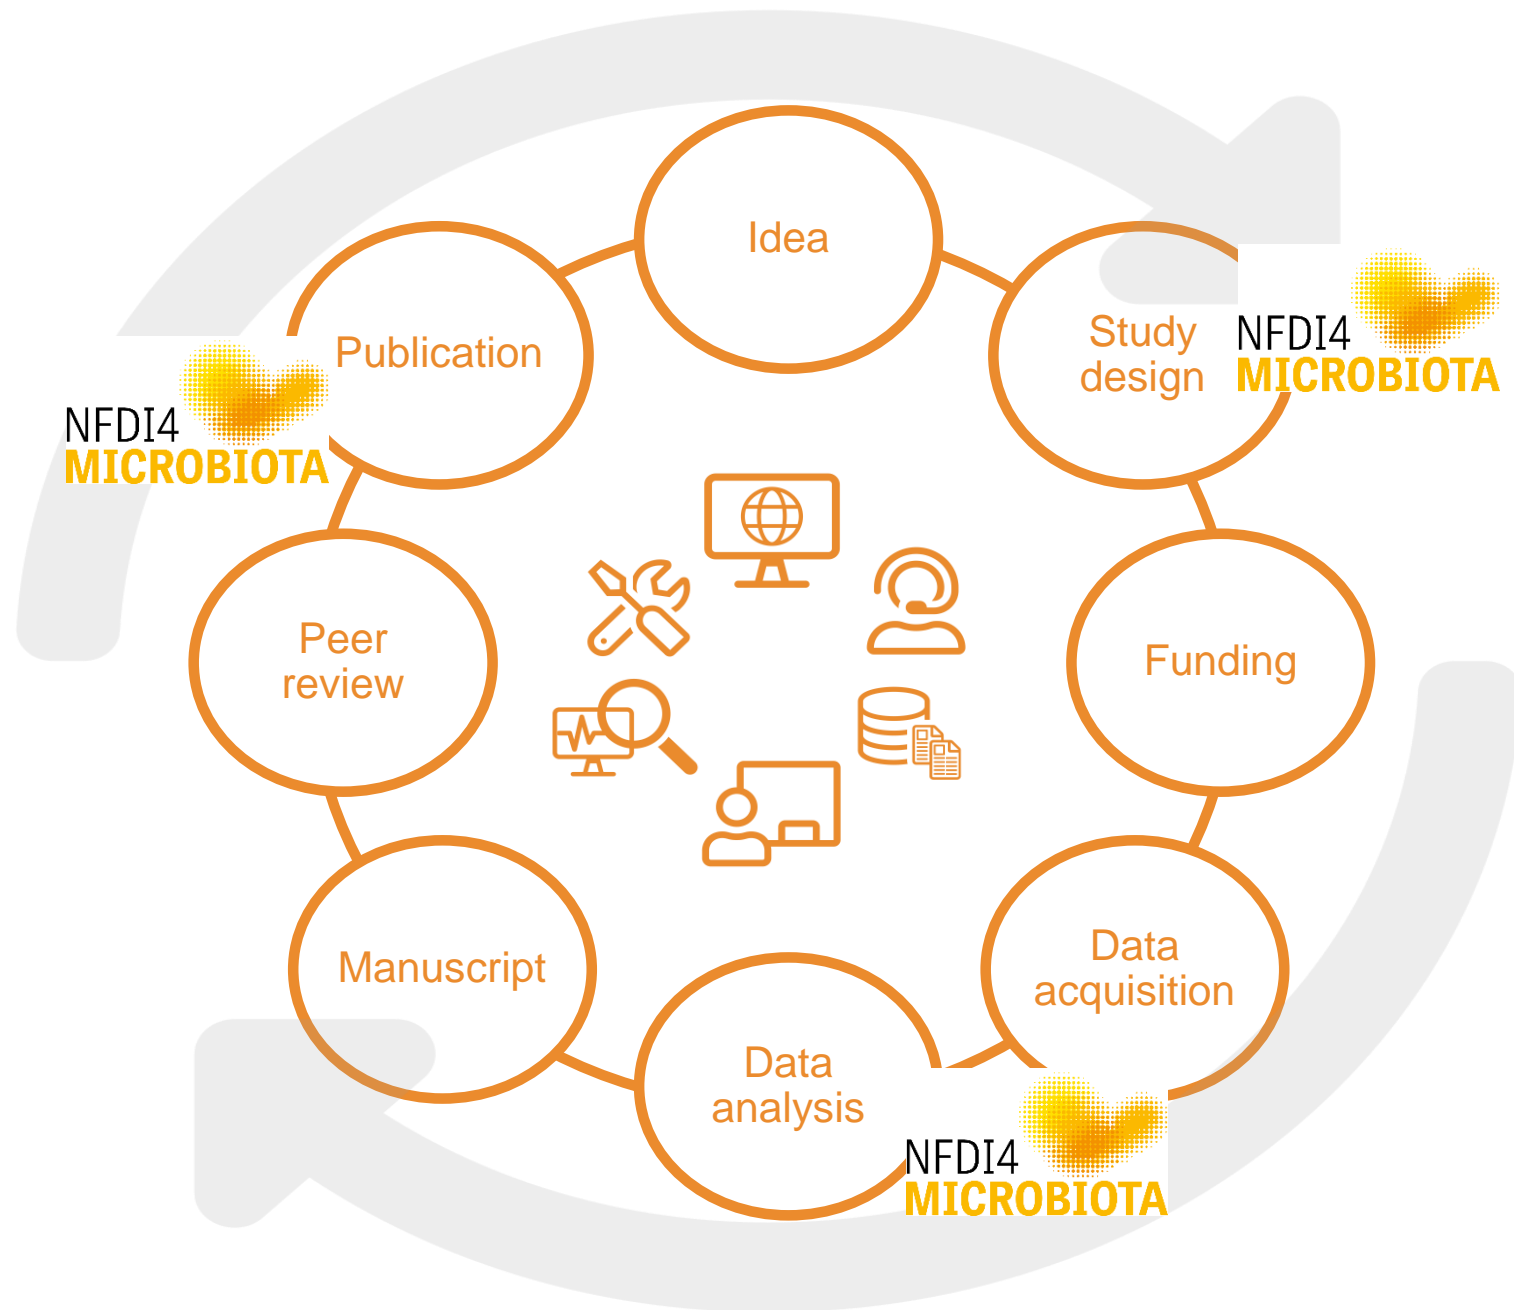 Idea
Study
design
NFDI4
MICROBIOTA
Funding
Data
acquisition
Data
analysis
NFDI4
MICROBIOTA
Manuscript
Peer
review
Publication
NFDI4
MICROBIOTA